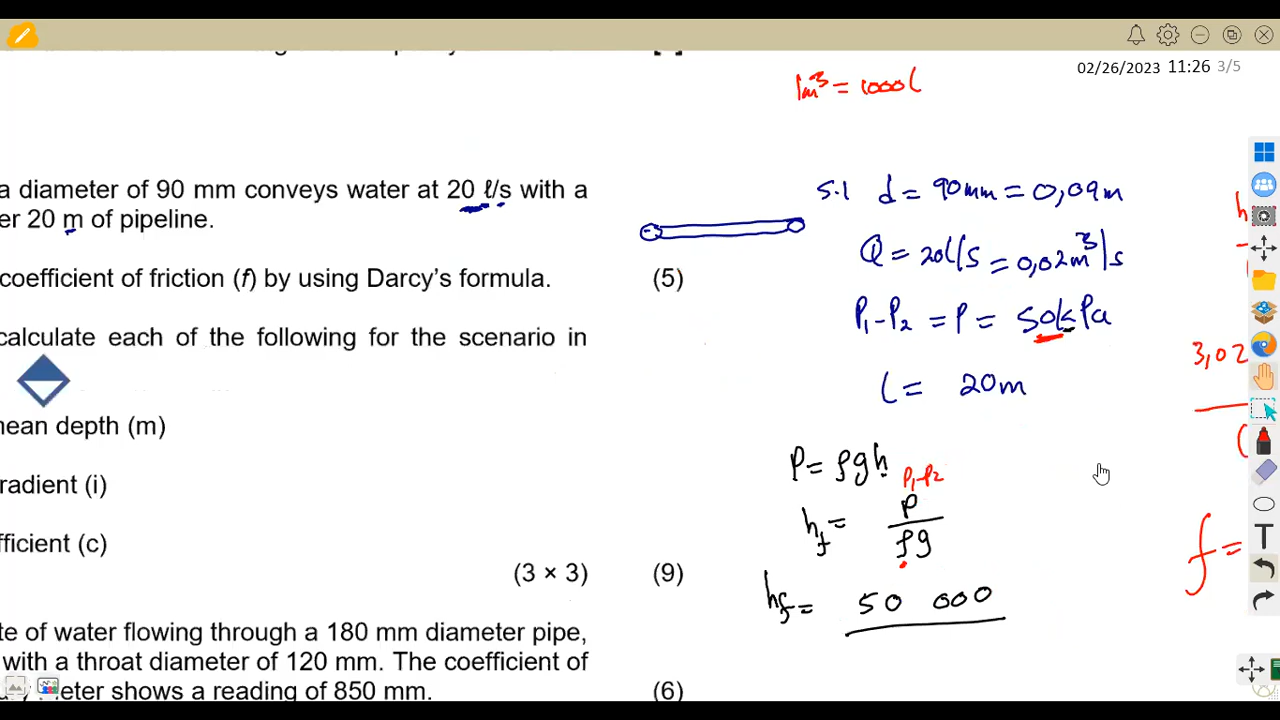 02/26/2023 11:26 3/5
1m³ = 1000l
a diameter of 90 mm conveys water at 20 ℓ/s with a
er 20 m of pipeline.
coefficient of friction (f) by using Darcy's formula. (5)
calculate each of the following for the scenario in
nean depth (m)
radient (i)
fficient (c)
(3 × 3) (9)
te of water flowing through a 180 mm diameter pipe,
with a throat diameter of 120 mm. The coefficient of
eter shows a reading of 850 mm. (6)
5.1 d = 90mm = 0,09m
Q = 20l/s = 0,02m³/s
P₁-P₂ = P = 50kPa
l = 20m
P = ρgh
P₁-P₂
h_f = P
ρg
h_f = 50 000
h
3,02
f =
T